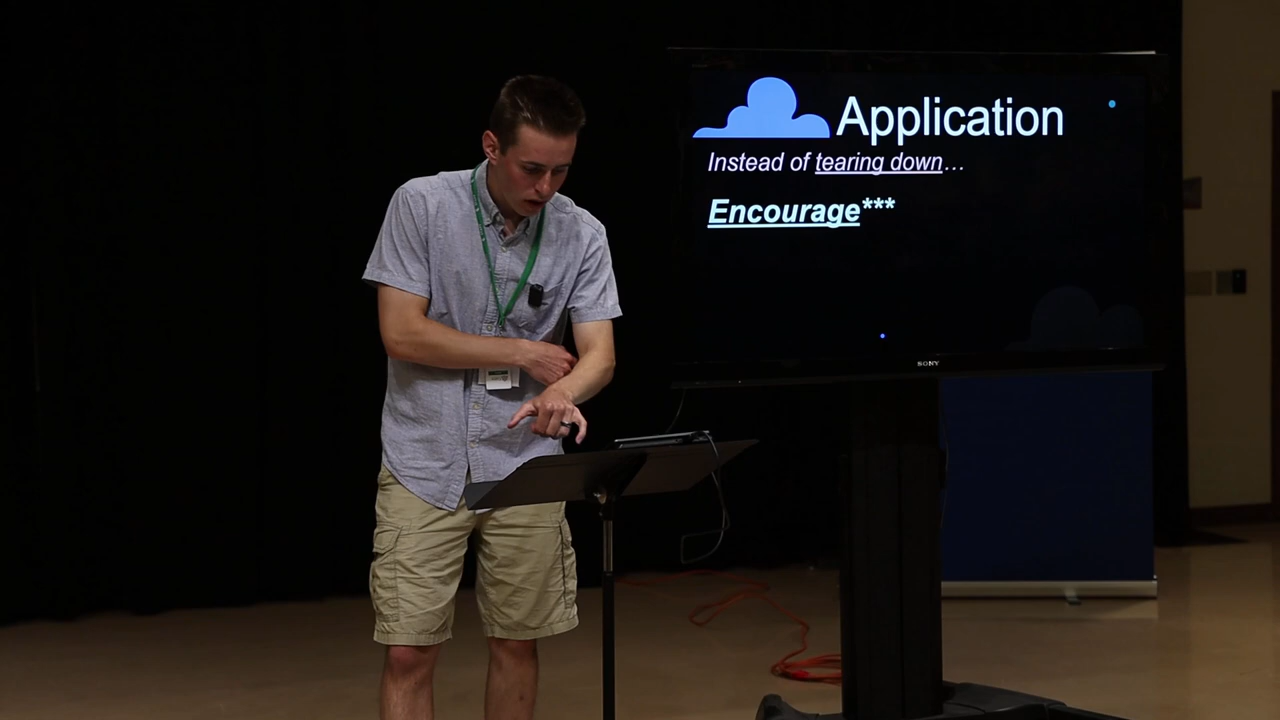 Application
Instead of tearing down…
Encourage***
SONY